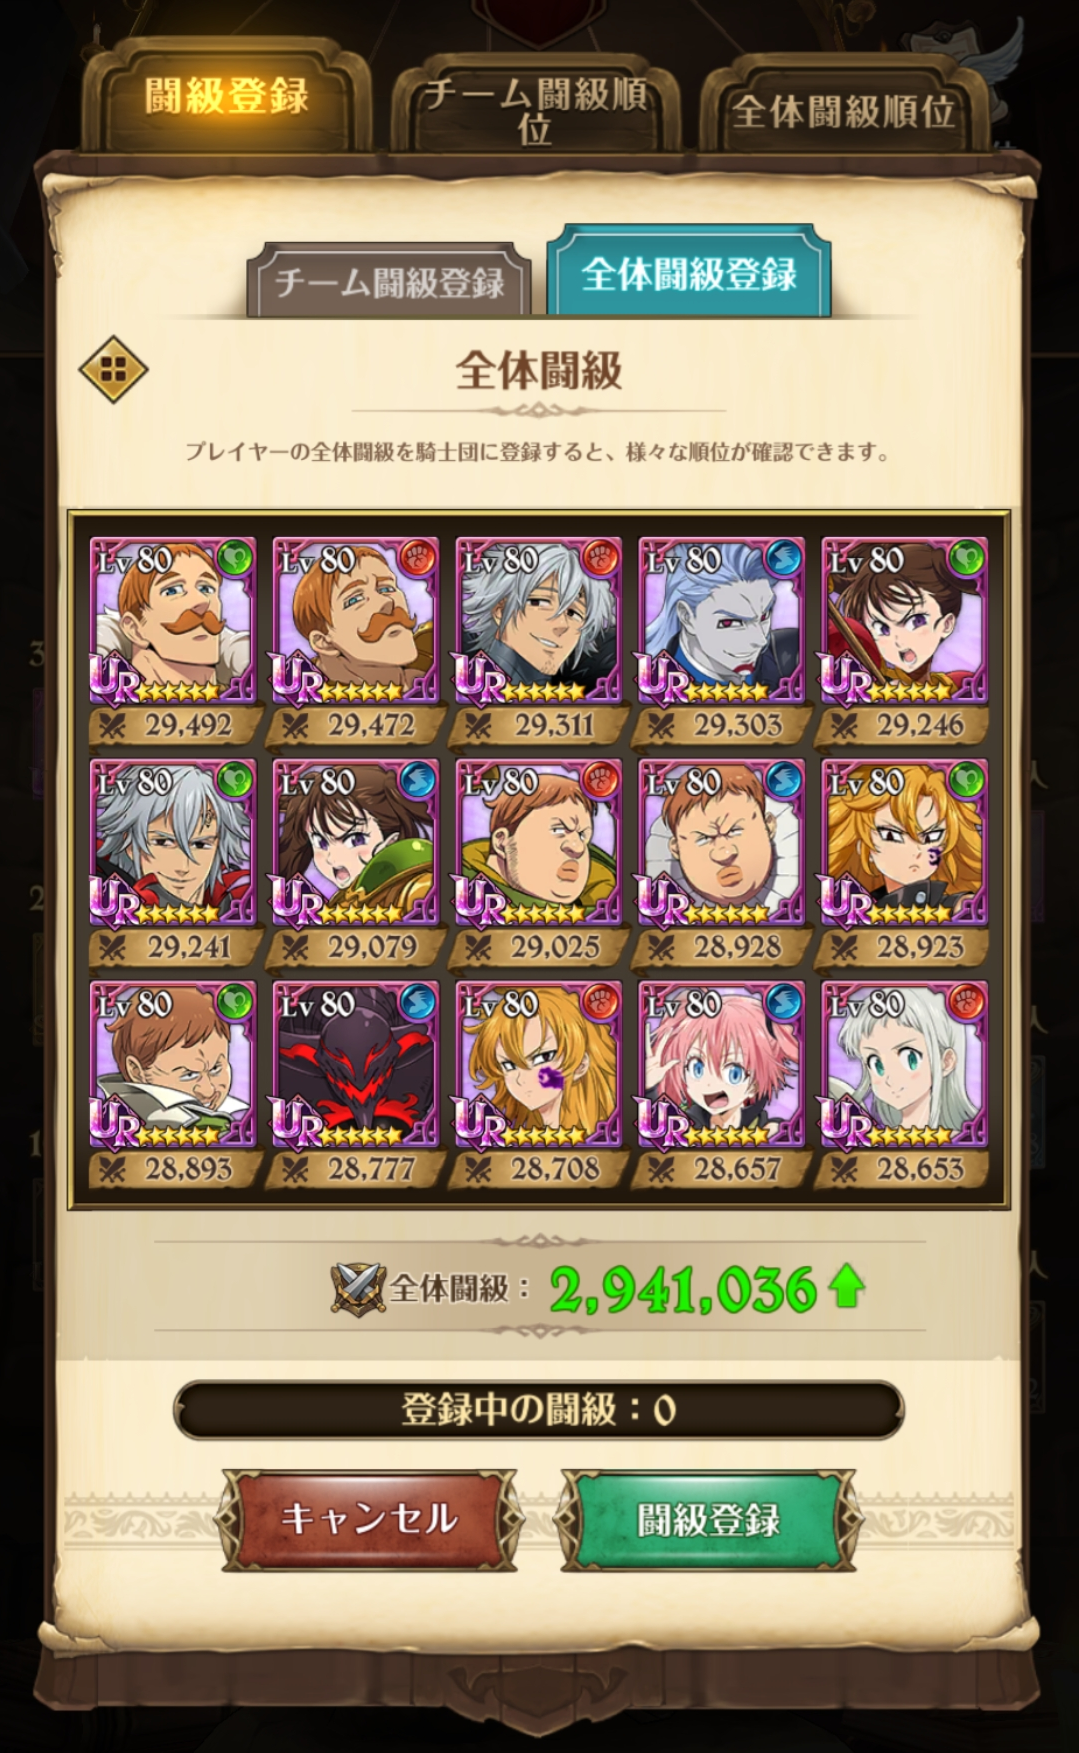 闘級登録
チーム闘級順
位
全体闘級順位
チーム闘級登録
全体闘級登録
全体闘級
プレイヤーの全体闘級を騎士団に登録すると、様々な順位が確認できます。
Lv 80 Lv 80 Lv 80 Lv 80 Lv 80
UR UR UR UR UR
29,492 29,472 29,311 29,303 29,246
Lv 80 Lv 80 Lv 80 Lv 80 Lv 80
UR UR UR UR UR
29,241 29,079 29,025 28,928 28,923
Lv 80 Lv 80 Lv 80 Lv 80 Lv 80
UR UR UR UR UR
28,893 28,777 28,708 28,657 28,653
全体闘級： 2,941,036
登録中の闘級：0
キャンセル
闘級登録